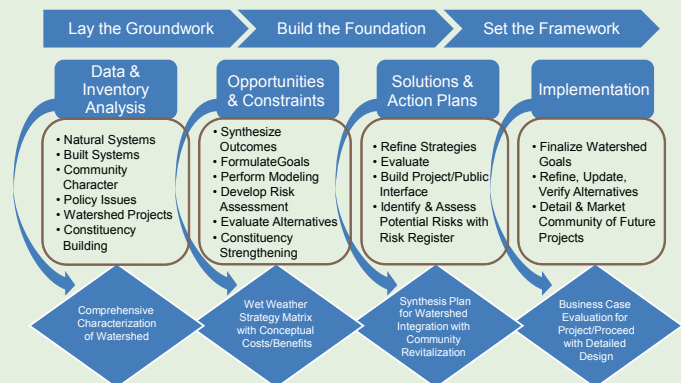 Lay the Groundwork
Build the Foundation
Set the Framework
Data &
Inventory
Analysis
• Natural Systems
• Built Systems
• Community
Character
• Policy Issues
• Watershed Projects
• Constituency
Building
Comprehensive
Characterization
of Watershed
Opportunities
& Constraints
• Synthesize
Outcomes
• FormulateGoals
• Perform Modeling
• Develop Risk
Assessment
• Evaluate Alternatives
• Constituency
Strengthening
Wet Weather
Strategy Matrix
with Conceptual
Costs/Benefits
Solutions &
Action Plans
• Refine Strategies
• Evaluate
• Build Project/Public
Interface
• Identify & Assess
Potential Risks with
Risk Register
Synthesis Plan
for Watershed
Integration with
Community
Revitalization
Implementation
• Finalize Watershed
Goals
• Refine, Update,
Verify Alternatives
• Detail & Market
Community of Future
Projects
Business Case
Evaluation for
Project/Proceed
with Detailed
Design